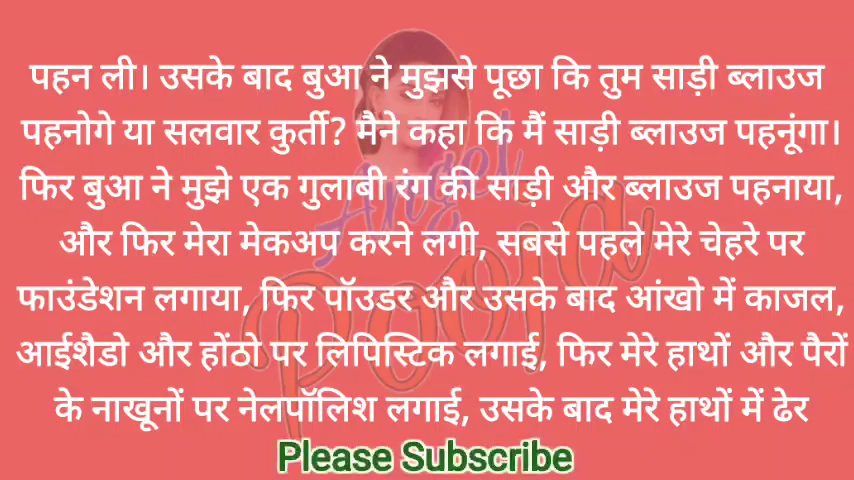 पहन ली। उसके बाद बुआ ने मुझसे पूछा कि तुम साड़ी ब्लाउज
पहनोगे या सलवार कुर्ती? मैने कहा कि मैं साड़ी ब्लाउज पहनूंगा।
फिर बुआ ने मुझे एक गुलाबी रंग की साड़ी और ब्लाउज पहनाया,
और फिर मेरा मेकअप करने लगी, सबसे पहले मेरे चेहरे पर
फाउंडेशन लगाया, फिर पॉउडर और उसके बाद आंखो में काजल,
आईशैडो और होंठो पर लिपिस्टिक लगाई, फिर मेरे हाथों और पैरों
के नाखूनों पर नेलपॉलिश लगाई, उसके बाद मेरे हाथों में ढेर
Angel
Pooja
Please Subscribe